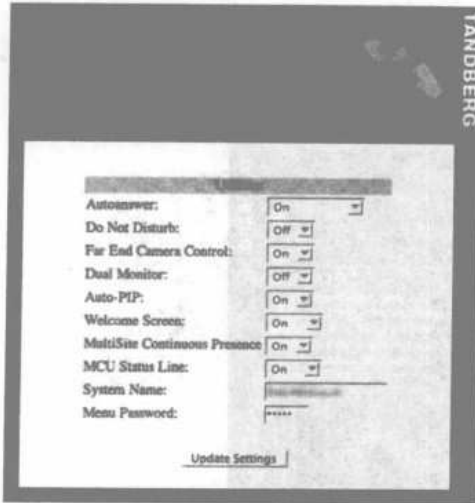 TANDBERG
Autoanswer: On
Do Not Disturb: Off
Far End Camera Control: On
Dual Monitor: Off
Auto-PIP: On
Welcome Screen: On
MultiSite Continuous Presence On
MCU Status Line: On
System Name:
Menu Password: •••••
Update Settings